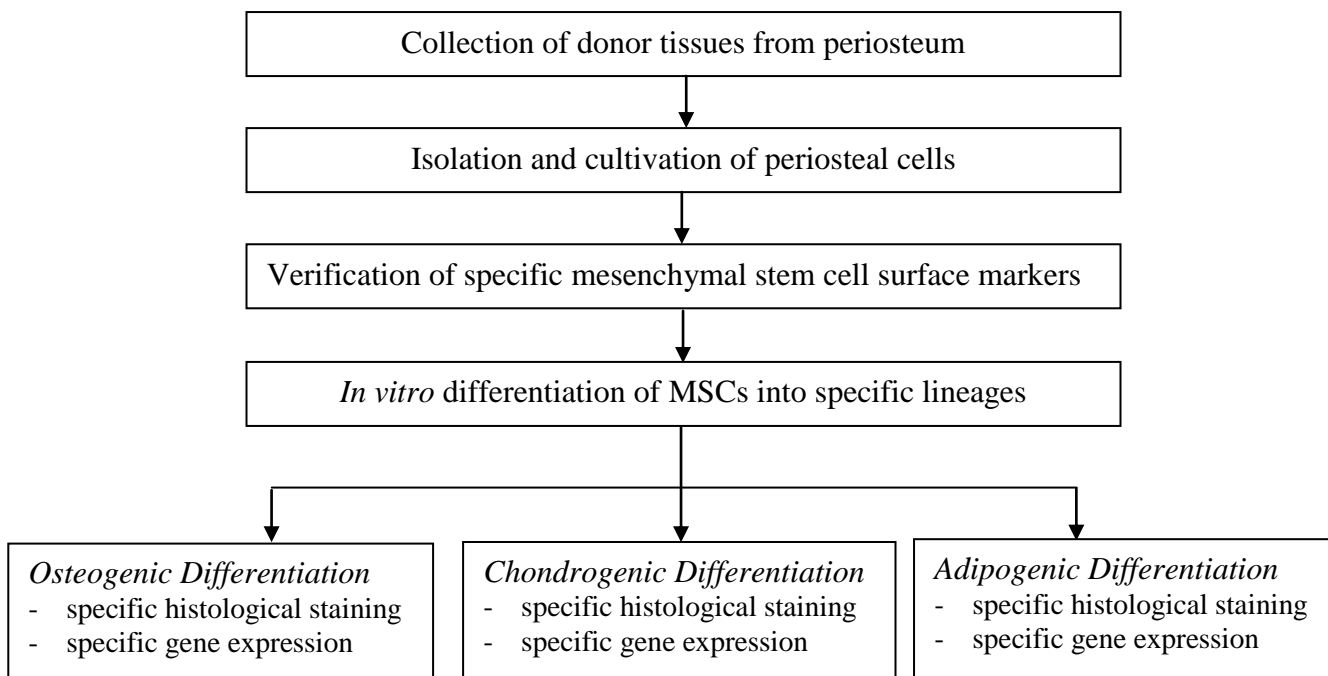 Collection of donor tissues from periosteum
Isolation and cultivation of periosteal cells
Verification of specific mesenchymal stem cell surface markers
In vitro differentiation of MSCs into specific lineages
Osteogenic Differentiation
- specific histological staining
- specific gene expression
Chondrogenic Differentiation
- specific histological staining
- specific gene expression
Adipogenic Differentiation
- specific histological staining
- specific gene expression